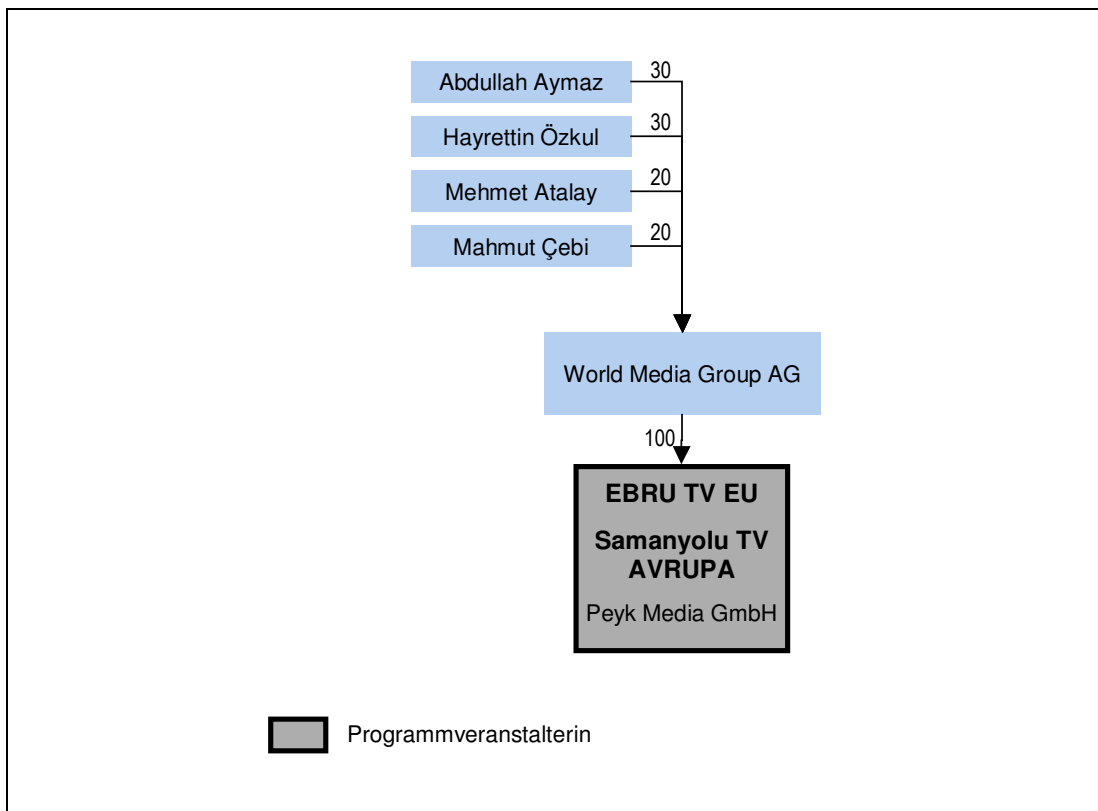 Abdullah Aymaz
30
Hayrettin Özkul
30
Mehmet Atalay
20
Mahmut Çebi
20
World Media Group AG
100
EBRU TV EU
Samanyolu TV
AVRUPA
Peyk Media GmbH
Programmveranstalterin